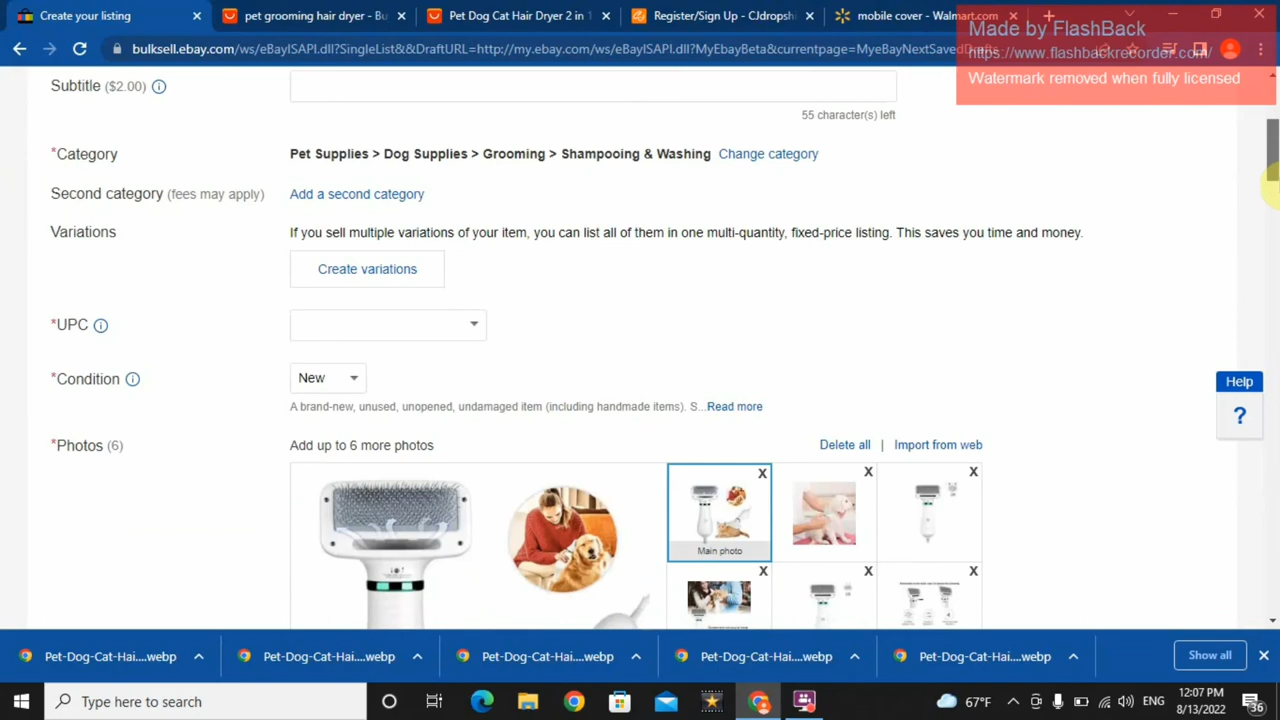 Create your listing
pet grooming hair dryer - Bu
Pet Dog Cat Hair Dryer 2 in 1
Register/Sign Up - CJdropshi
mobile cover - Walmart.com
Made by FlashBack
https://www.flashbackrecorder.com/
Watermark removed when fully licensed
bulksell.ebay.com/ws/eBayISAPI.dll?SingleList&&DraftURL=http://my.ebay.com/ws/eBayISAPI.dll?MyEbayBeta&currentpage=MyeBayNextSavedDrafts
Subtitle ($2.00)
55 character(s) left
*Category
Pet Supplies > Dog Supplies > Grooming > Shampooing & Washing Change category
Second category (fees may apply)
Add a second category
Variations
If you sell multiple variations of your item, you can list all of them in one multi-quantity, fixed-price listing. This saves you time and money.
Create variations
*UPC
*Condition
New
A brand-new, unused, unopened, undamaged item (including handmade items). S...Read more
Help
?
*Photos (6)
Add up to 6 more photos
Delete all | Import from web
X
X
X
Main photo
X
X
X
Pet-Dog-Cat-Hai....webp
Pet-Dog-Cat-Hai....webp
Pet-Dog-Cat-Hai....webp
Pet-Dog-Cat-Hai....webp
Pet-Dog-Cat-Hai....webp
Show all
Type here to search
67°F
ENG
12:07 PM
8/13/2022
36